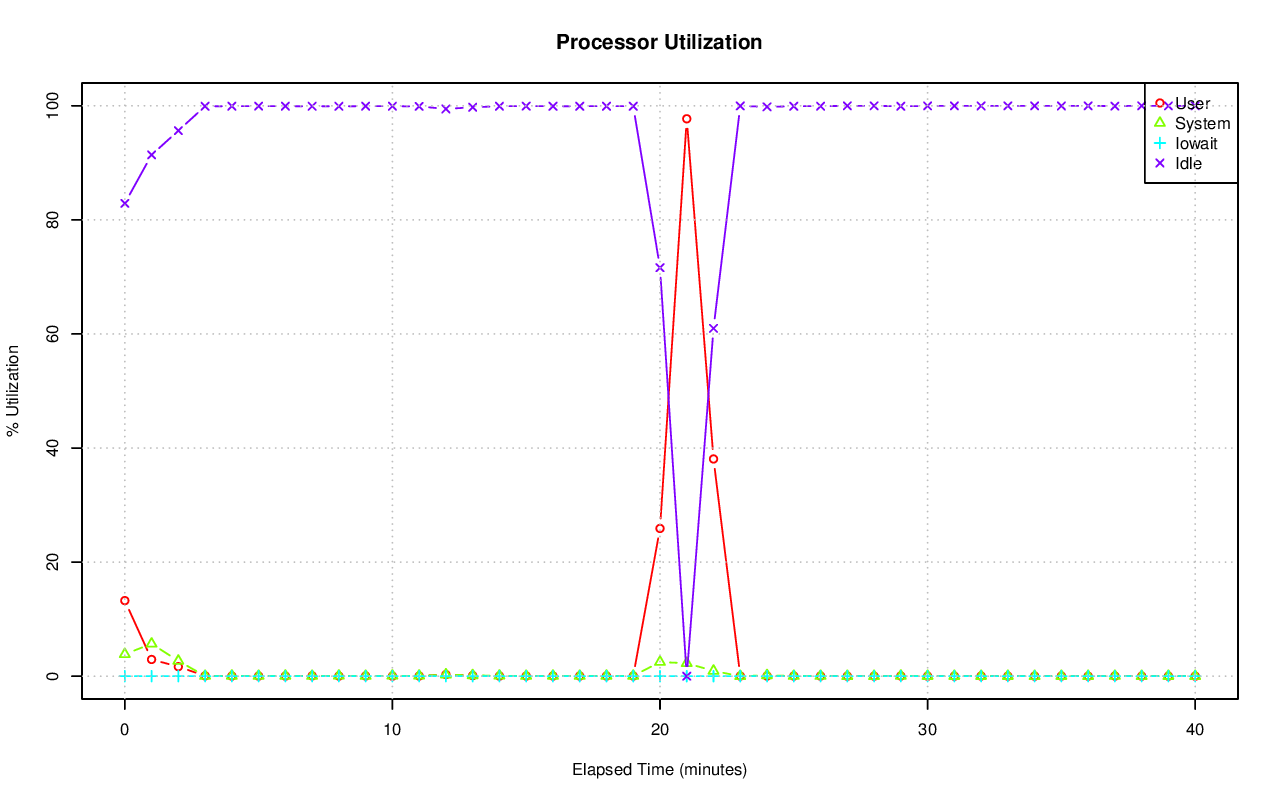 Processor Utilization
% Utilization
100
80
60
40
20
0
User
System
Iowait
Idle
0 10 20 30 40
Elapsed Time (minutes)